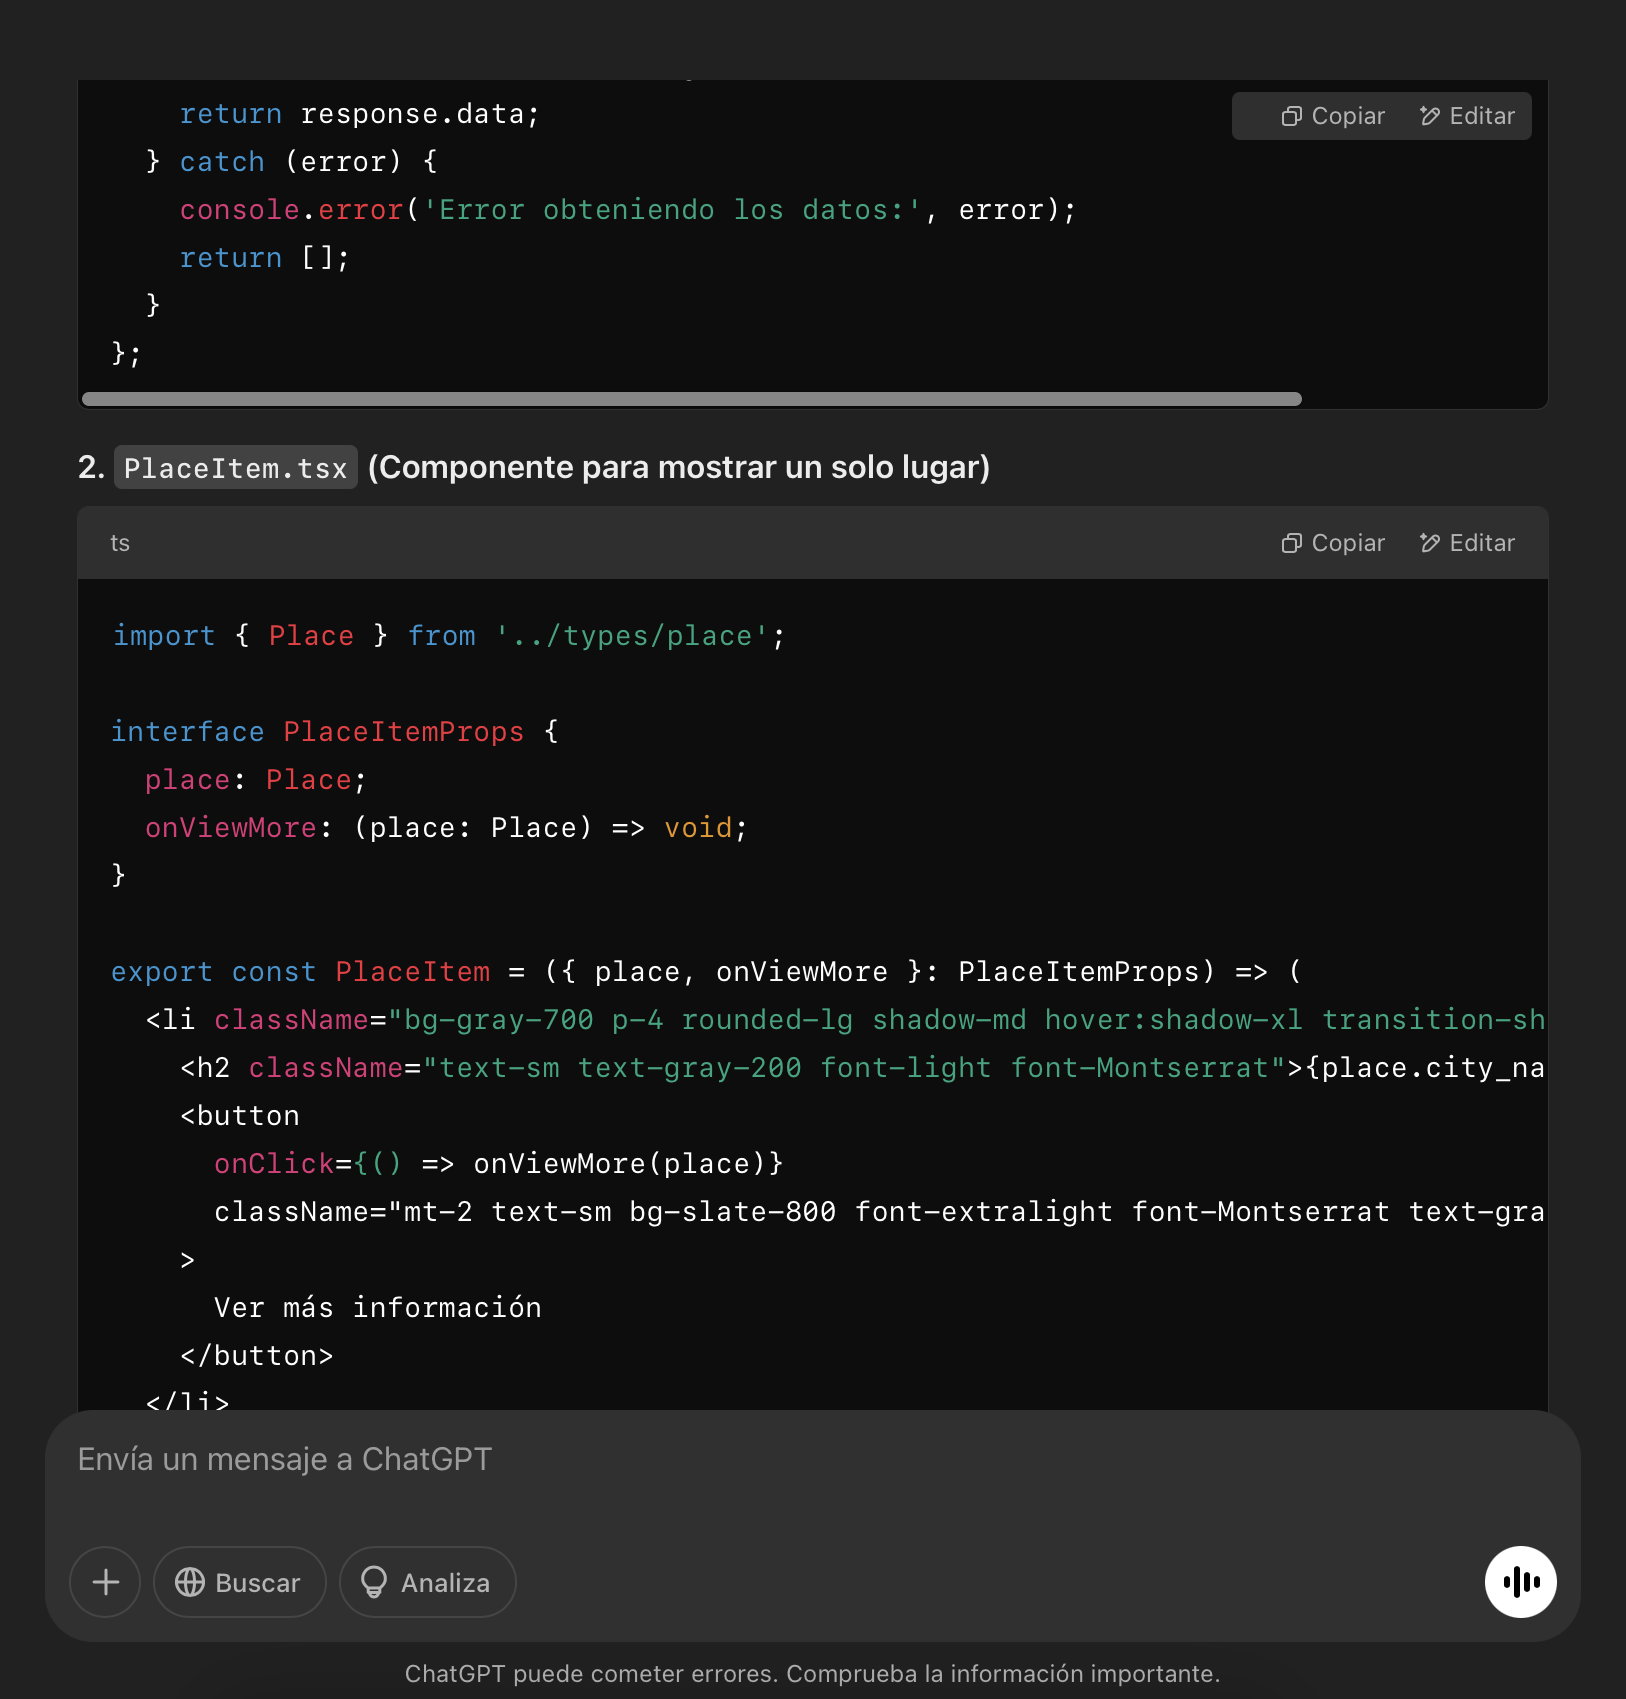 return response.data;
Copiar Editar
} catch (error) {
console.error('Error obteniendo los datos:', error);
return [];
}
};
2. PlaceItem.tsx (Componente para mostrar un solo lugar)
ts Copiar Editar
import { Place } from '../types/place';
interface PlaceItemProps {
place: Place;
onViewMore: (place: Place) => void;
}
export const PlaceItem = ({ place, onViewMore }: PlaceItemProps) => (
<li className="bg-gray-700 p-4 rounded-lg shadow-md hover:shadow-xl transition-sh
<h2 className="text-sm text-gray-200 font-light font-Montserrat">{place.city_na
<button
onClick={() => onViewMore(place)}
className="mt-2 text-sm bg-slate-800 font-extralight font-Montserrat text-gra
>
Ver más información
</button>
</li>
Envía un mensaje a ChatGPT
Buscar Analiza
ChatGPT puede cometer errores. Comprueba la información importante.